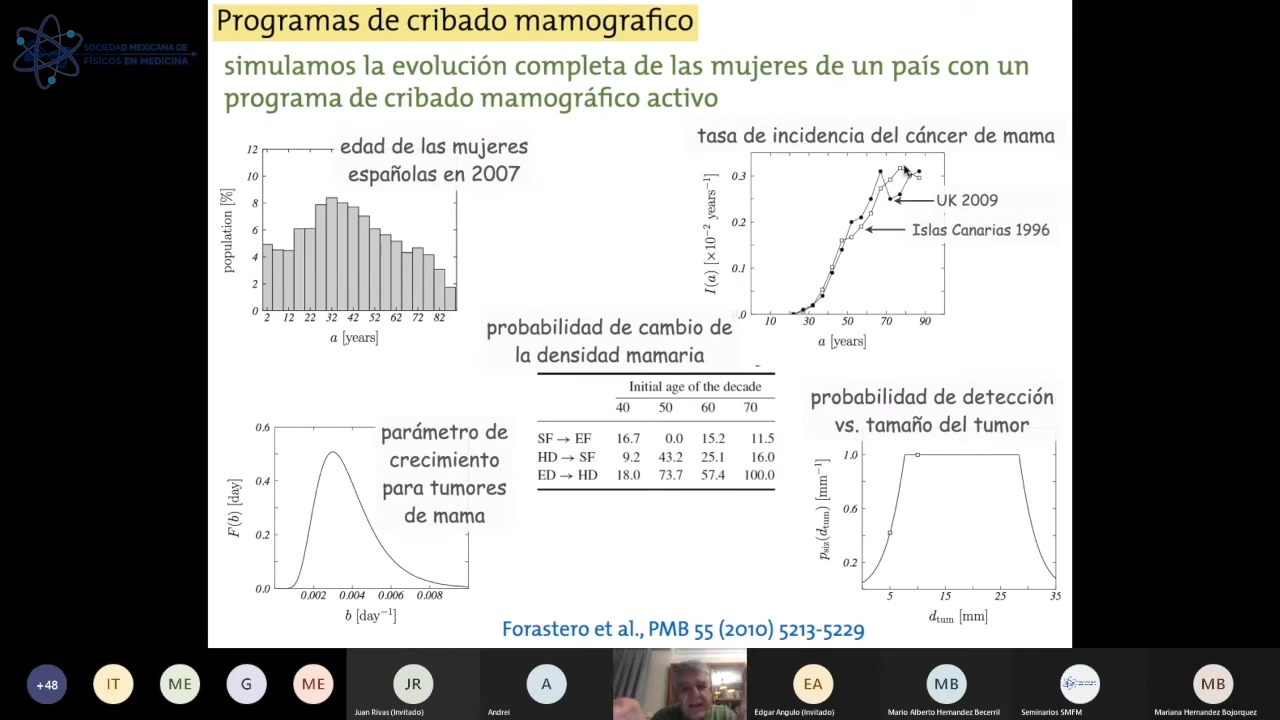 SOCIEDAD MEXICANA DE
FÍSICOS EN MEDICINA
Programas de cribado mamografico
simulamos la evolución completa de las mujeres de un país con un
programa de cribado mamográfico activo
edad de las mujeres
españolas en 2007
population [%]
12
10
8
6
4
2
0
2 12 22 32 42 52 62 72 82
a [years]
tasa de incidencia del cáncer de mama
I(a) [×10⁻² years⁻¹]
0.3
0.2
0.1
.0
UK 2009
Islas Canarias 1996
10 30 50 70 90
a [years]
probabilidad de cambio de
la densidad mamaria
Initial age of the decade
40 50 60 70
SF → EF 16.7 0.0 15.2 11.5
HD → SF 9.2 43.2 25.1 16.0
ED → HD 18.0 73.7 57.4 100.0
parámetro de
crecimiento
para tumores
de mama
F(b) [day]
0.6
0.4
0.2
0.0
0.002 0.004 0.006 0.008
b [day⁻¹]
probabilidad de detección
vs. tamaño del tumor
p_siz(d_tum) [mm⁻¹]
1.0
0.6
0.2
5 15 25 35
d_tum [mm]
Forastero et al., PMB 55 (2010) 5213-5229
+48
IT
ME
G
ME
JR
Juan Rivas (Invitado)
A
Andrei
EA
Edgar Angulo (Invitado)
MB
Mario Alberto Hernandez Becerril
Seminarios SMFM
MB
Mariana Hernandez Bojorquez